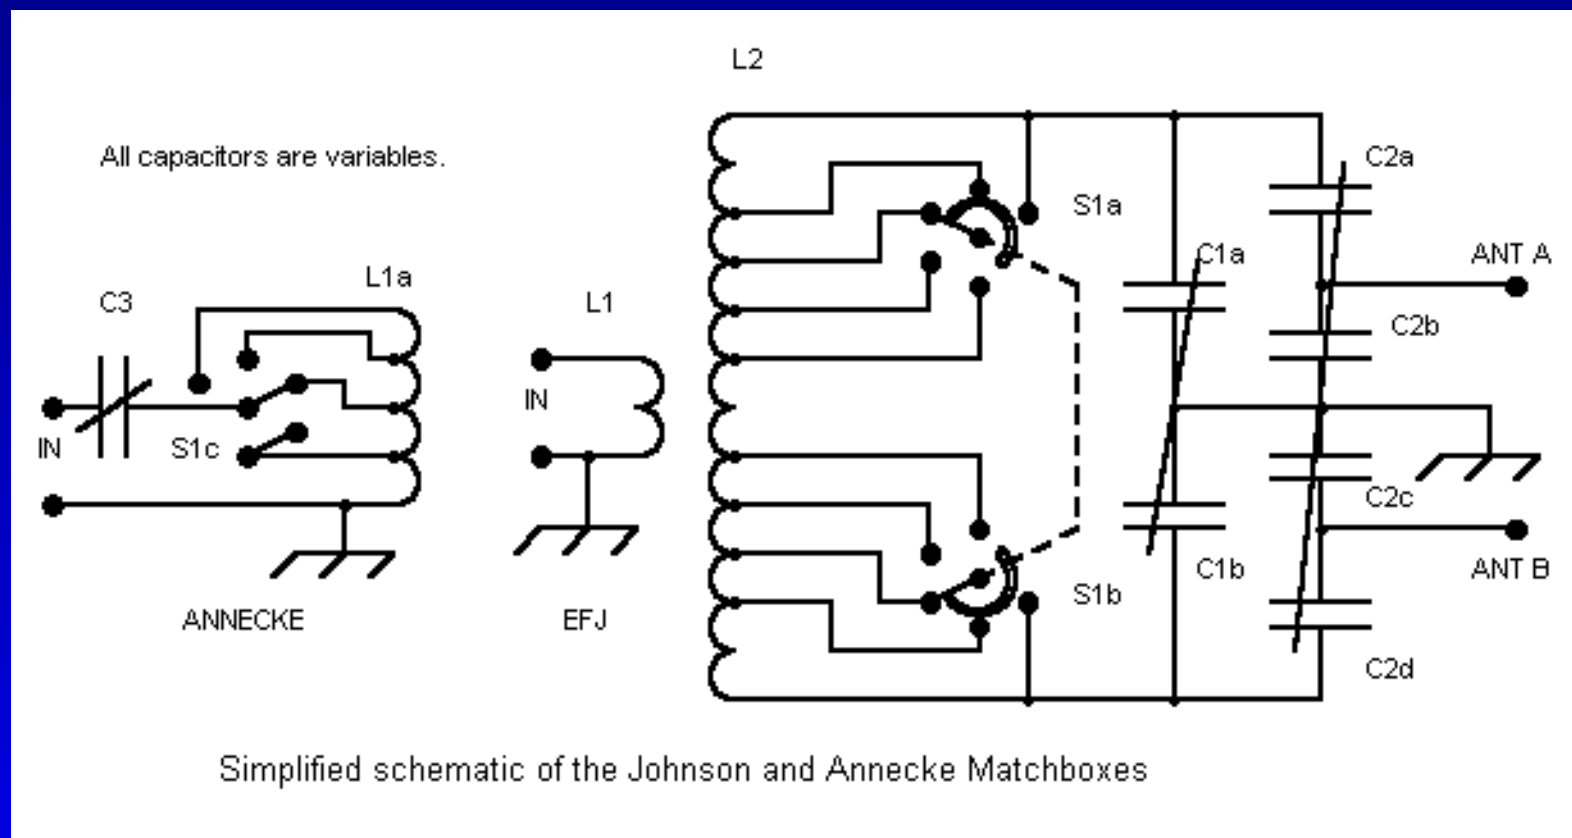 L2
All capacitors are variables.
C2a
S1a
C1a
ANT A
L1a
C3
L1
C2b
IN
IN
S1c
C2c
C1b
ANT B
S1b
ANNECKE
EFJ
C2d
Simplified schematic of the Johnson and Annecke Matchboxes